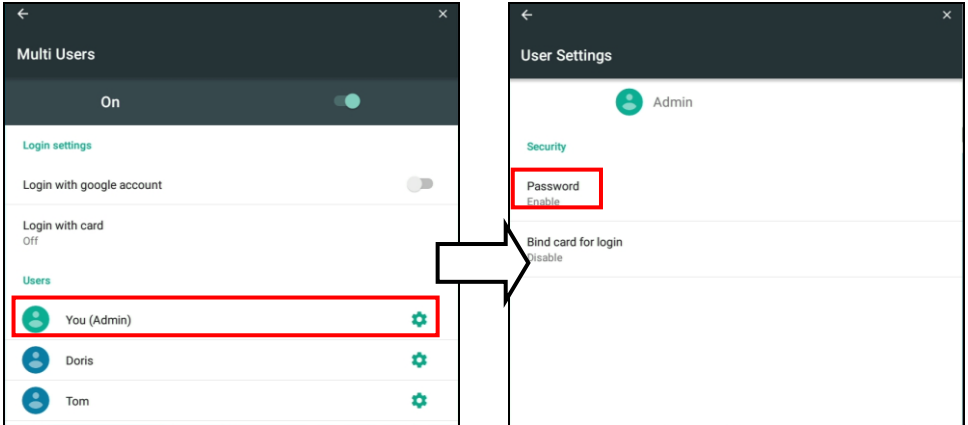 Multi Users
On
Login settings
Login with google account
Login with card
Off
Users
You (Admin)
Doris
Tom
User Settings
Admin
Security
Password
Enable
Bind card for login
Disable